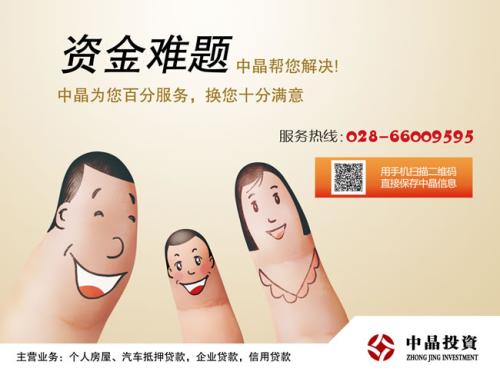 资金难题 中晶帮您解决!
中晶为您百分服务，换您十分满意
服务热线:028-66009595
用手机扫描二维码
直接保存中晶信息
中晶投資
ZHONG JING INVESTMENT
主营业务：个人房屋、汽车抵押贷款，企业贷款，信用贷款